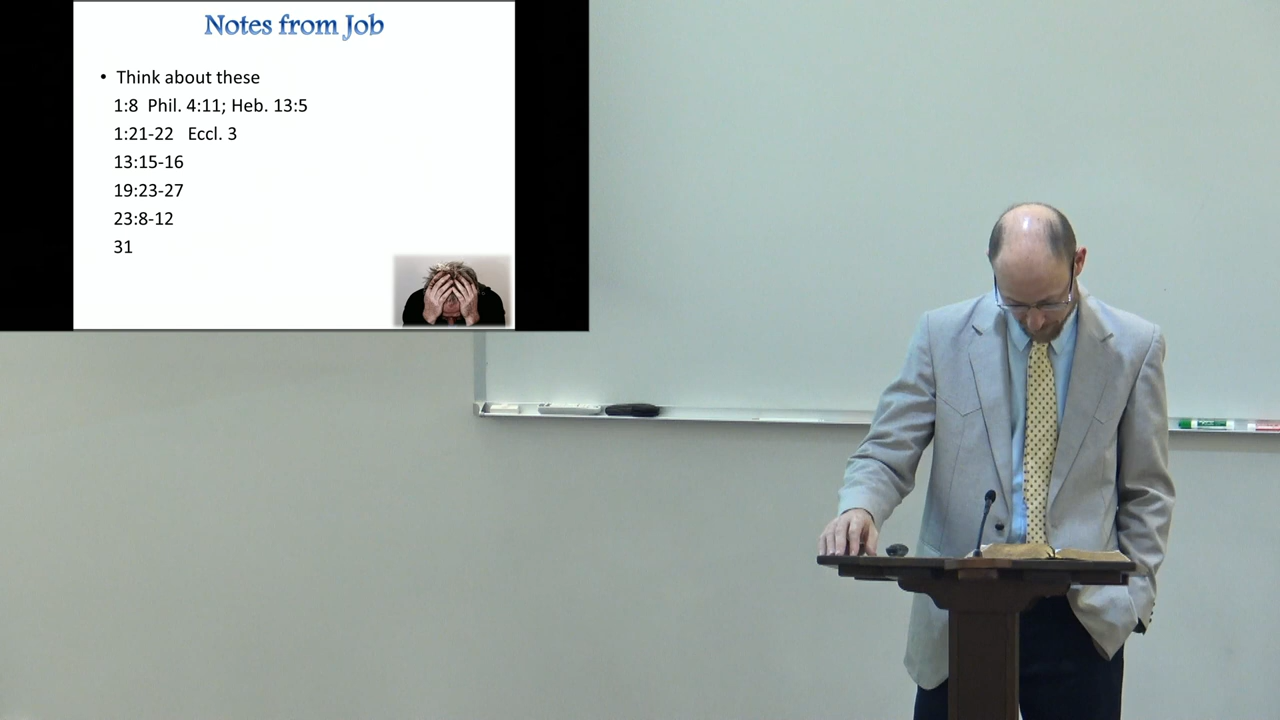 Notes from Job
• Think about these
1:8 Phil. 4:11; Heb. 13:5
1:21-22 Eccl. 3
13:15-16
19:23-27
23:8-12
31